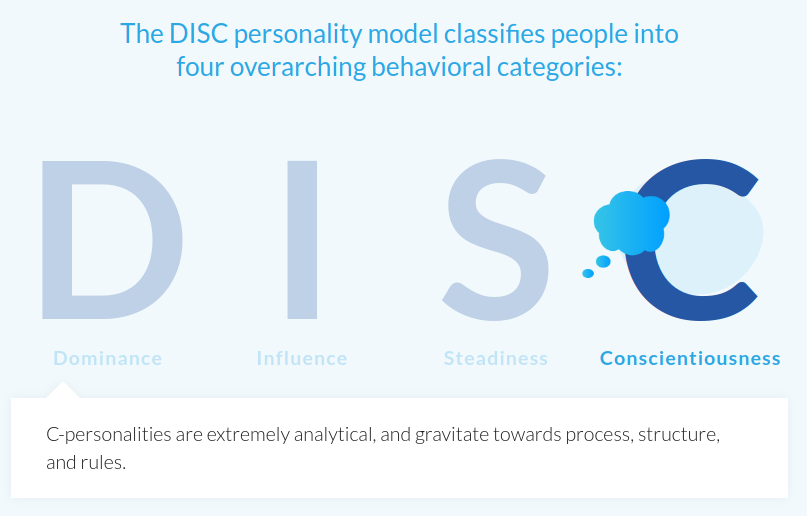 The DISC personality model classifies people into
four overarching behavioral categories:
D I S C
Dominance Influence Steadiness Conscientiousness
C-personalities are extremely analytical, and gravitate towards process, structure,
and rules.